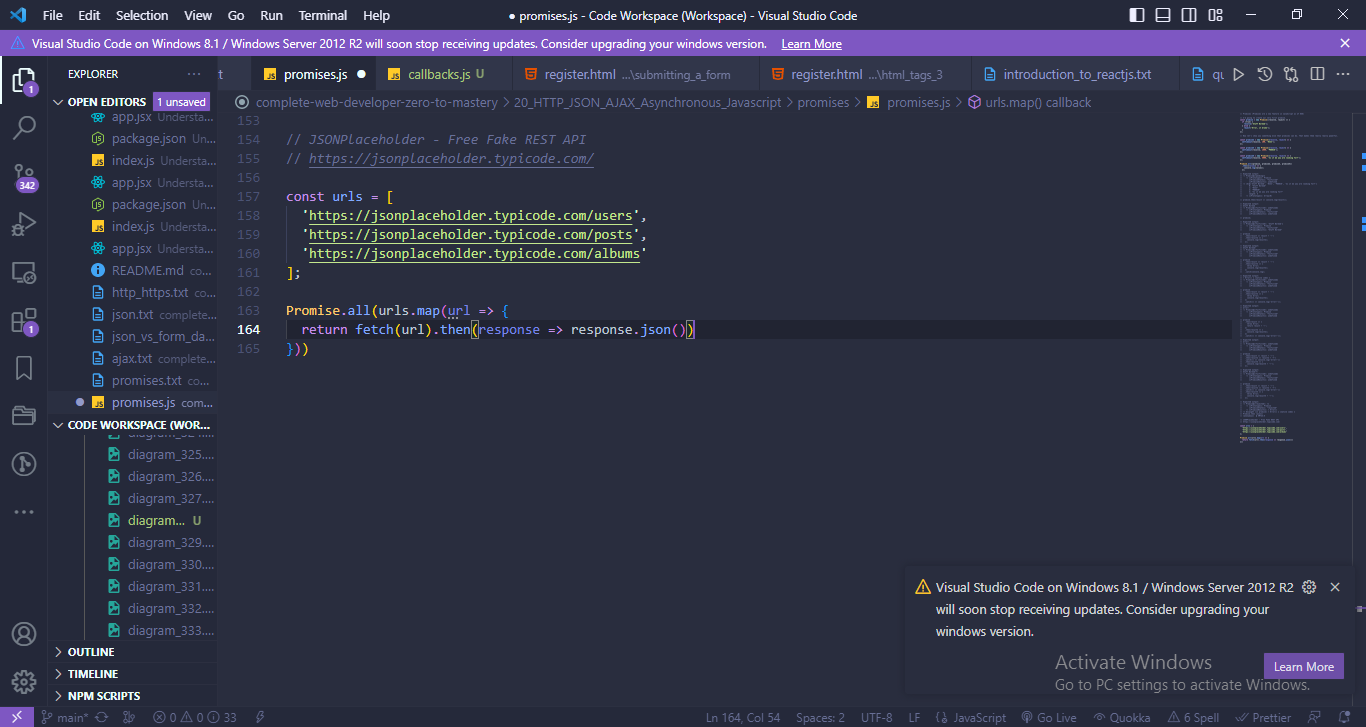 File Edit Selection View Go Run Terminal Help
● promises.js - Code Workspace (Workspace) - Visual Studio Code
Visual Studio Code on Windows 8.1 / Windows Server 2012 R2 will soon stop receiving updates. Consider upgrading your windows version. Learn More
EXPLORER
promises.js
callbacks.js U
register.html ...\submitting_a_form
register.html ...\html_tags_3
introduction_to_reactjs.txt
complete-web-developer-zero-to-mastery > 20_HTTP_JSON_AJAX_Asynchronous_Javascript > promises > JS promises.js > urls.map() callback
OPEN EDITORS 1 unsaved
app.jsx Understa...
package.json Un...
index.js Understa...
app.jsx Understa...
package.json Un...
index.js Understa...
app.jsx Understa...
README.md co...
http_https.txt co...
json.txt complete...
json_vs_form_da...
ajax.txt complete...
promises.txt co...
promises.js com...
CODE WORKSPACE (WOR...
diagram_324....
diagram_325....
diagram_326....
diagram_327....
diagram... U
diagram_329....
diagram_330....
diagram_331....
diagram_332....
diagram_333....
OUTLINE
TIMELINE
NPM SCRIPTS
1
342
1
153
154 // JSONPlaceholder - Free Fake REST API
155 // https://jsonplaceholder.typicode.com/
156
157 const urls = [
158 'https://jsonplaceholder.typicode.com/users',
159 'https://jsonplaceholder.typicode.com/posts',
160 'https://jsonplaceholder.typicode.com/albums'
161 ];
162
163 Promise.all(urls.map(url => {
164 return fetch(url).then(response => response.json())
165 }))
Visual Studio Code on Windows 8.1 / Windows Server 2012 R2
will soon stop receiving updates. Consider upgrading your
windows version.
Learn More
Activate Windows
Go to PC settings to activate Windows.
main* 0 0 33
Ln 164, Col 54 Spaces: 2 UTF-8 LF {} JavaScript Go Live Quokka 6 Spell Prettier